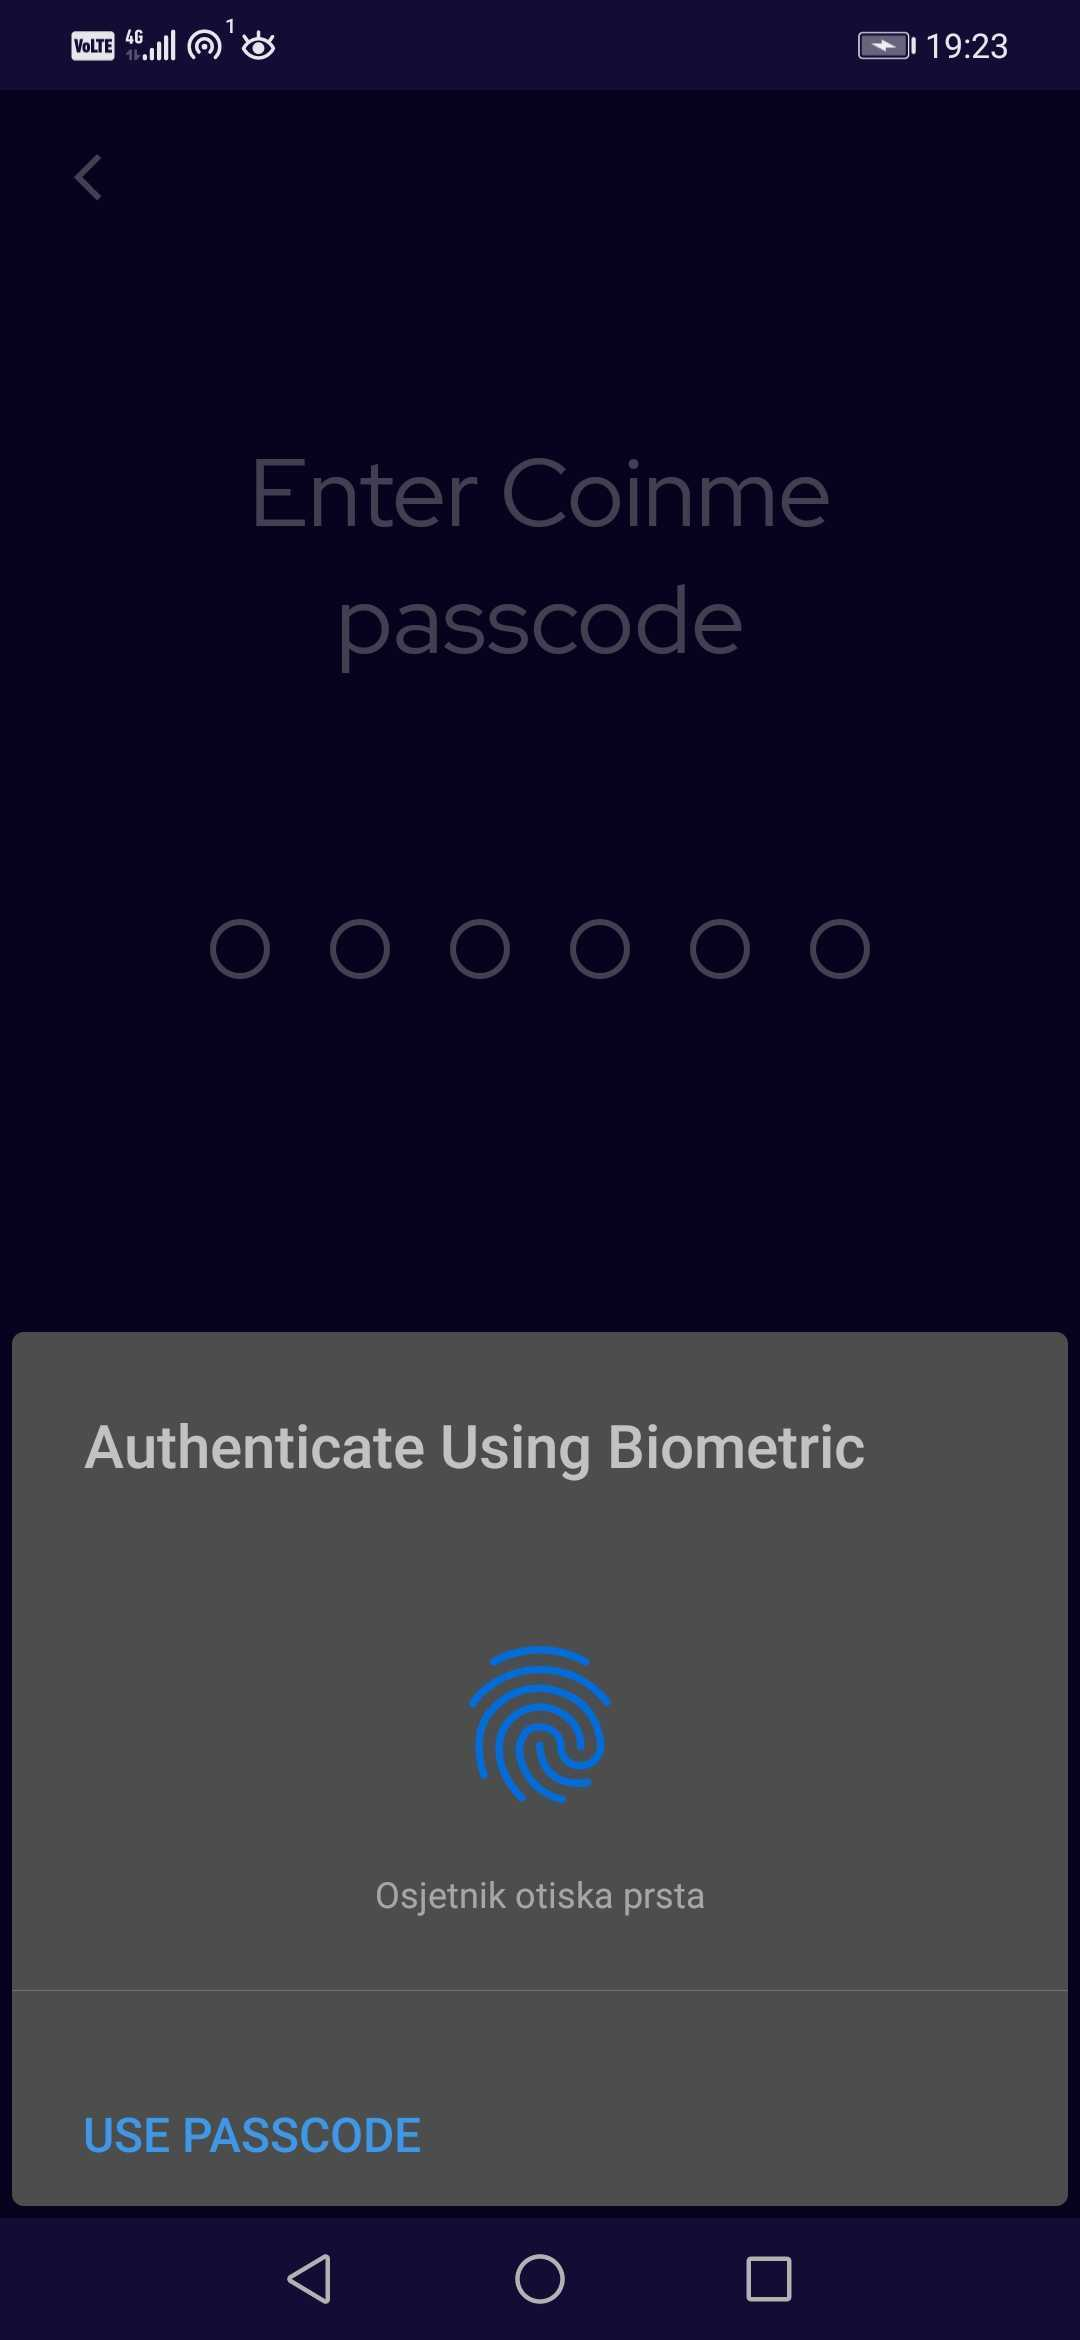 VoLTE 4G 1 19:23
Enter Coinme
passcode
Authenticate Using Biometric
Osjetnik otiska prsta
USE PASSCODE